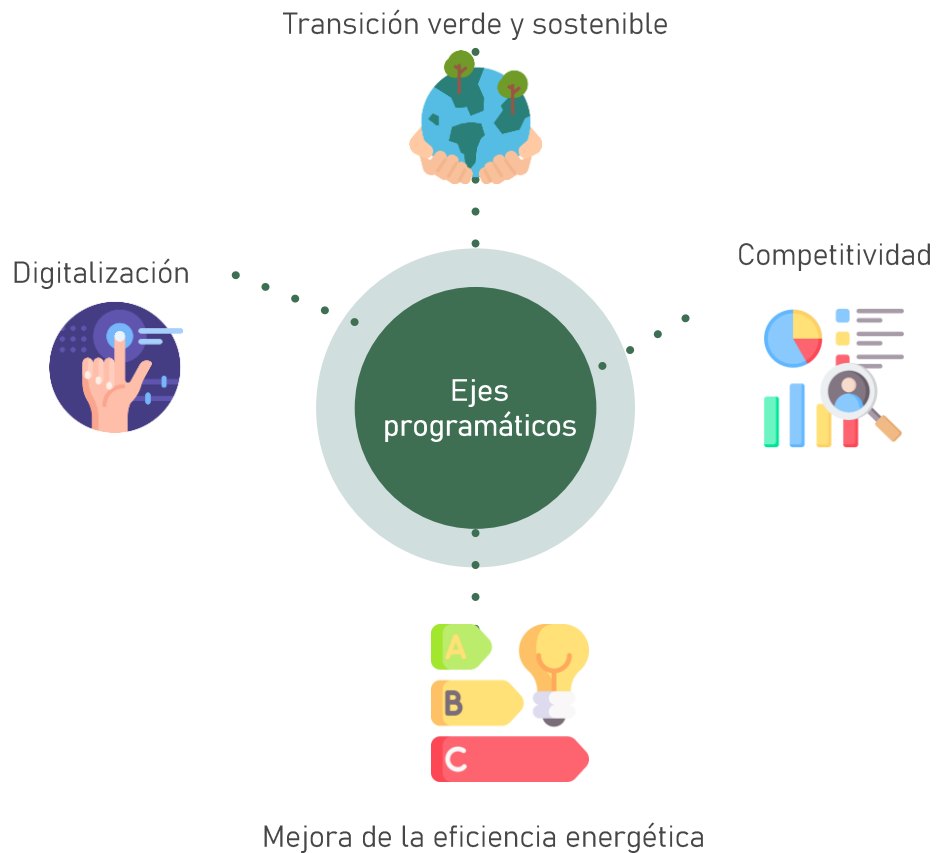 Transición verde y sostenible
Digitalización
Competitividad
Ejes
programáticos
A
B
C
Mejora de la eficiencia energética